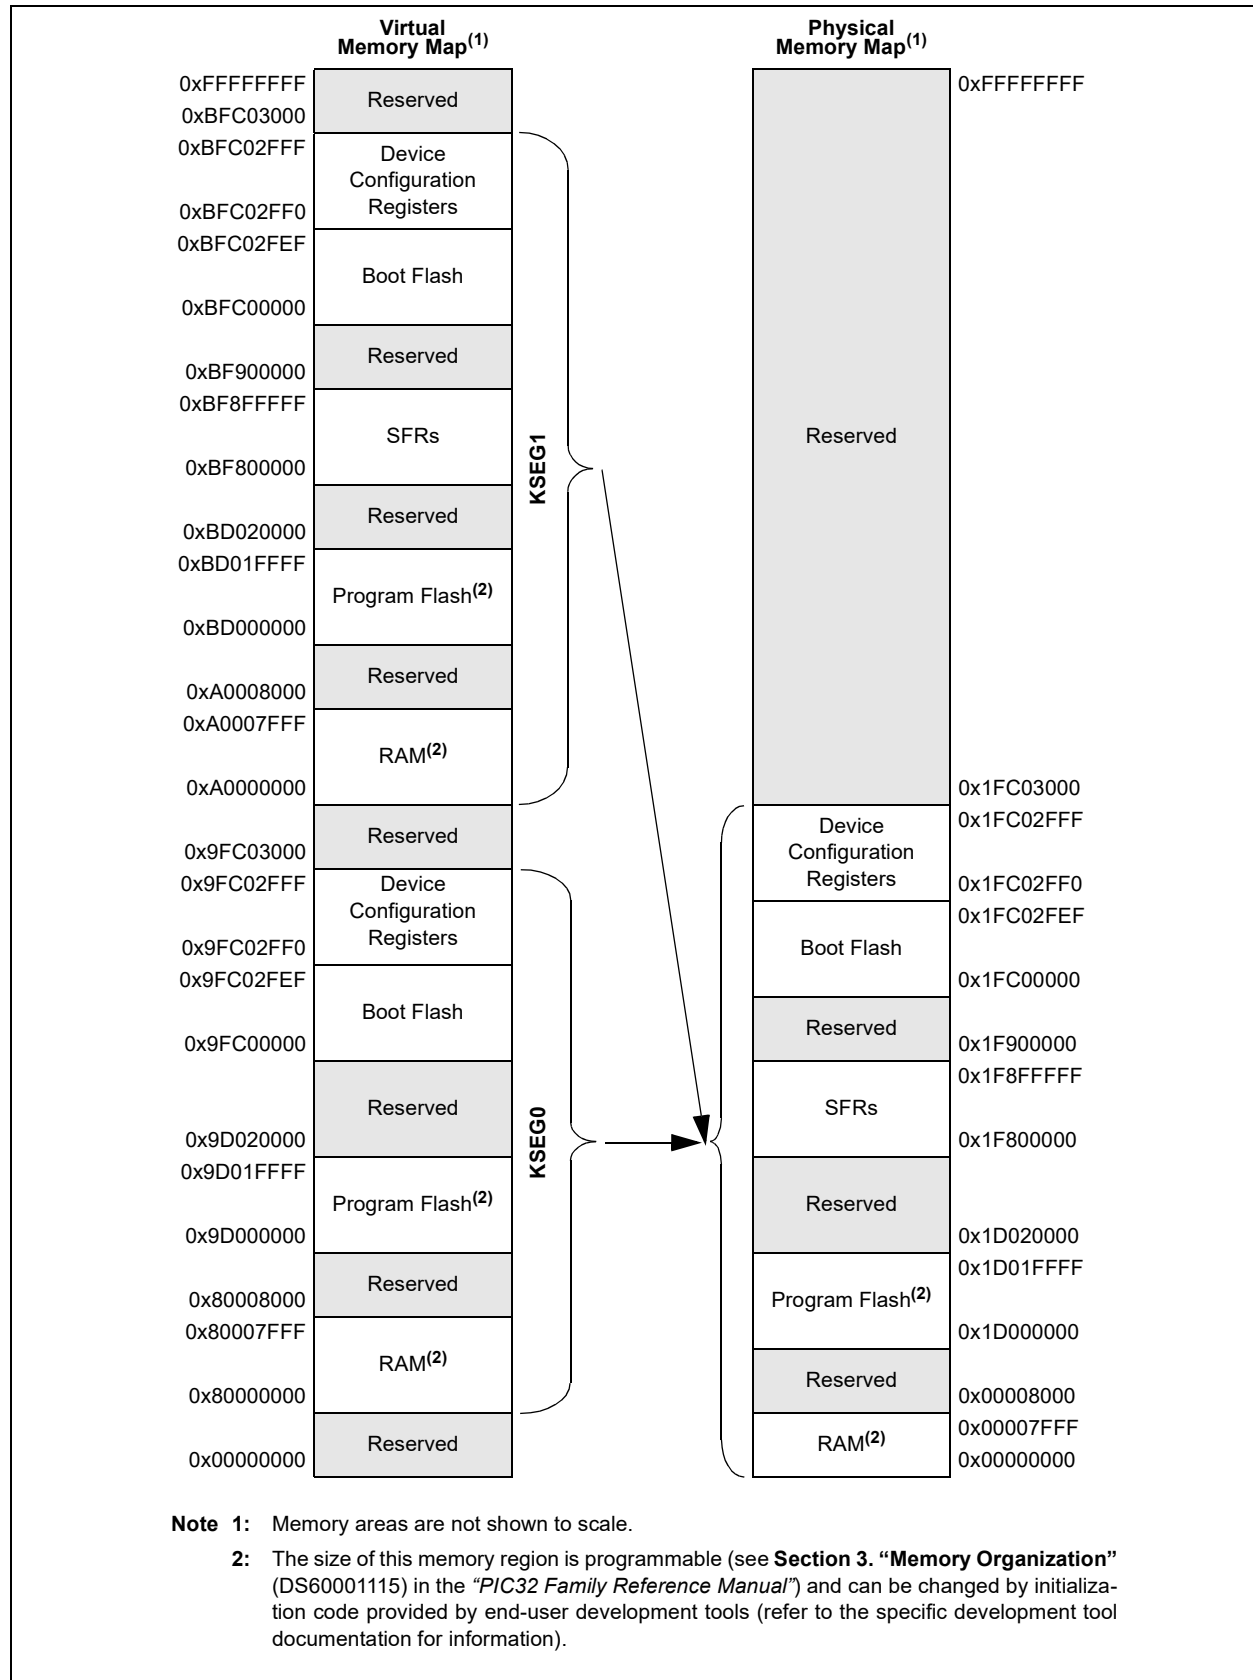 Virtual
Memory Map(1)
0xFFFFFFFF
Reserved
0xBFC03000
0xBFC02FFF
Device
Configuration
Registers
0xBFC02FF0
0xBFC02FEF
Boot Flash
0xBFC00000
Reserved
0xBF900000
0xBF8FFFFF
SFRs
0xBF800000
Reserved
0xBD020000
0xBD01FFFF
Program Flash(2)
0xBD000000
Reserved
0xA0008000
0xA0007FFF
RAM(2)
0xA0000000
Reserved
0x9FC03000
0x9FC02FFF
Device
Configuration
Registers
0x9FC02FF0
0x9FC02FEF
Boot Flash
0x9FC00000
Reserved
0x9D020000
0x9D01FFFF
Program Flash(2)
0x9D000000
Reserved
0x80008000
0x80007FFF
RAM(2)
0x80000000
Reserved
0x00000000
KSEG1
KSEG0
Physical
Memory Map(1)
0xFFFFFFFF
Reserved
0x1FC03000
0x1FC02FFF
Device
Configuration
Registers
0x1FC02FF0
0x1FC02FEF
Boot Flash
0x1FC00000
Reserved
0x1F900000
0x1F8FFFFF
SFRs
0x1F800000
Reserved
0x1D020000
0x1D01FFFF
Program Flash(2)
0x1D000000
Reserved
0x00008000
0x00007FFF
RAM(2)
0x00000000
Note 1: Memory areas are not shown to scale.
2: The size of this memory region is programmable (see Section 3. “Memory Organization”
(DS60001115) in the “PIC32 Family Reference Manual”) and can be changed by initializa-
tion code provided by end-user development tools (refer to the specific development tool
documentation for information).